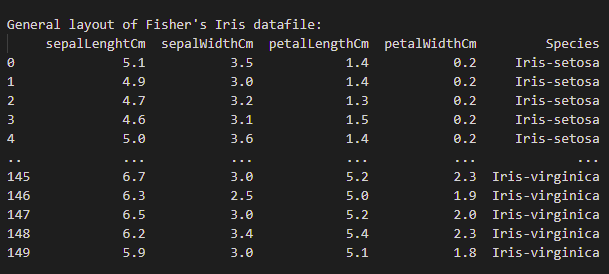 General layout of Fisher's Iris datafile:
sepalLenghtCm sepalWidthCm petalLengthCm petalWidthCm Species
0 5.1 3.5 1.4 0.2 Iris-setosa
1 4.9 3.0 1.4 0.2 Iris-setosa
2 4.7 3.2 1.3 0.2 Iris-setosa
3 4.6 3.1 1.5 0.2 Iris-setosa
4 5.0 3.6 1.4 0.2 Iris-setosa
.. ... ... ... ... ...
145 6.7 3.0 5.2 2.3 Iris-virginica
146 6.3 2.5 5.0 1.9 Iris-virginica
147 6.5 3.0 5.2 2.0 Iris-virginica
148 6.2 3.4 5.4 2.3 Iris-virginica
149 5.9 3.0 5.1 1.8 Iris-virginica